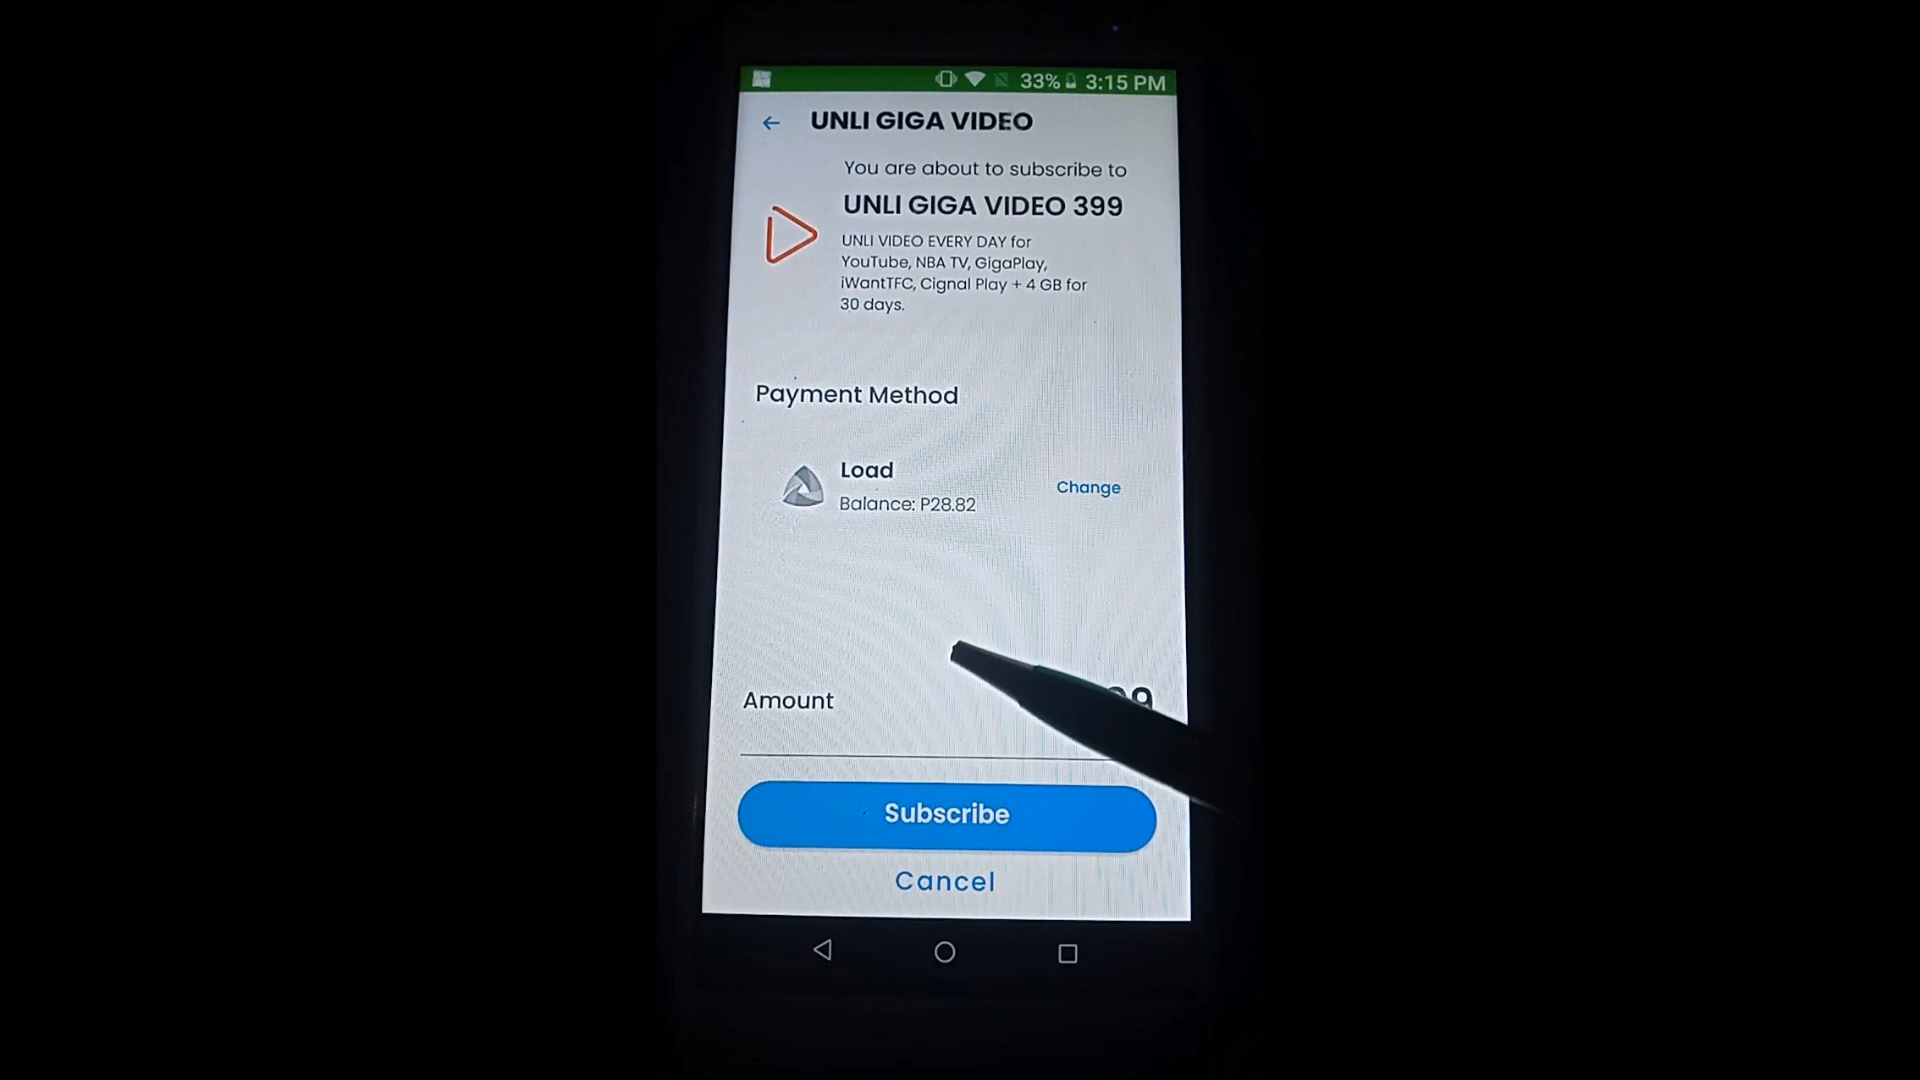 33% 3:15 PM
UNLI GIGA VIDEO
You are about to subscribe to
UNLI GIGA VIDEO 399
UNLI VIDEO EVERY DAY for
YouTube, NBA TV, GigaPlay,
iWantTFC, Cignal Play + 4 GB for
30 days.
Payment Method
Load
Balance: P28.82
Change
Amount
Subscribe
Cancel